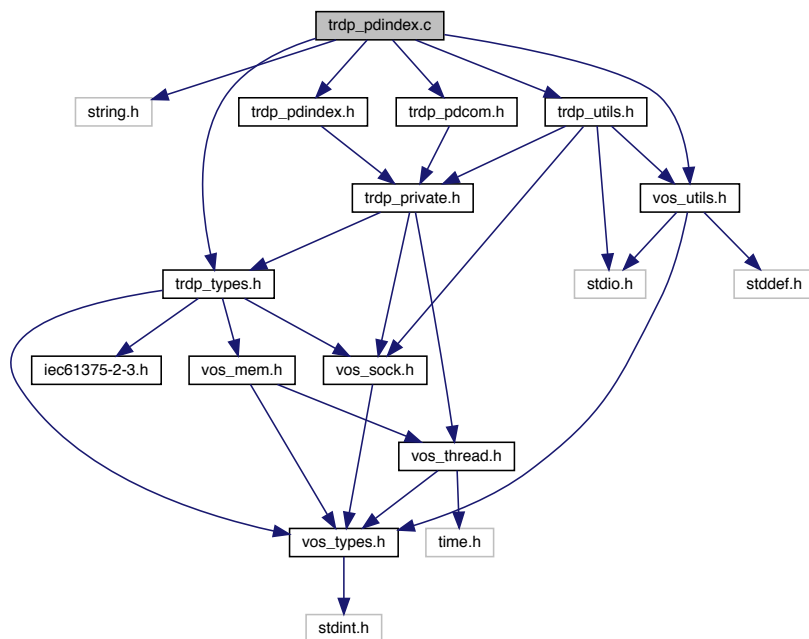 trdp_pdindex.c
string.h
trdp_pdindex.h
trdp_pdcom.h
trdp_utils.h
trdp_private.h
vos_utils.h
trdp_types.h
stdio.h
stddef.h
iec61375-2-3.h
vos_mem.h
vos_sock.h
vos_thread.h
vos_types.h
time.h
stdint.h